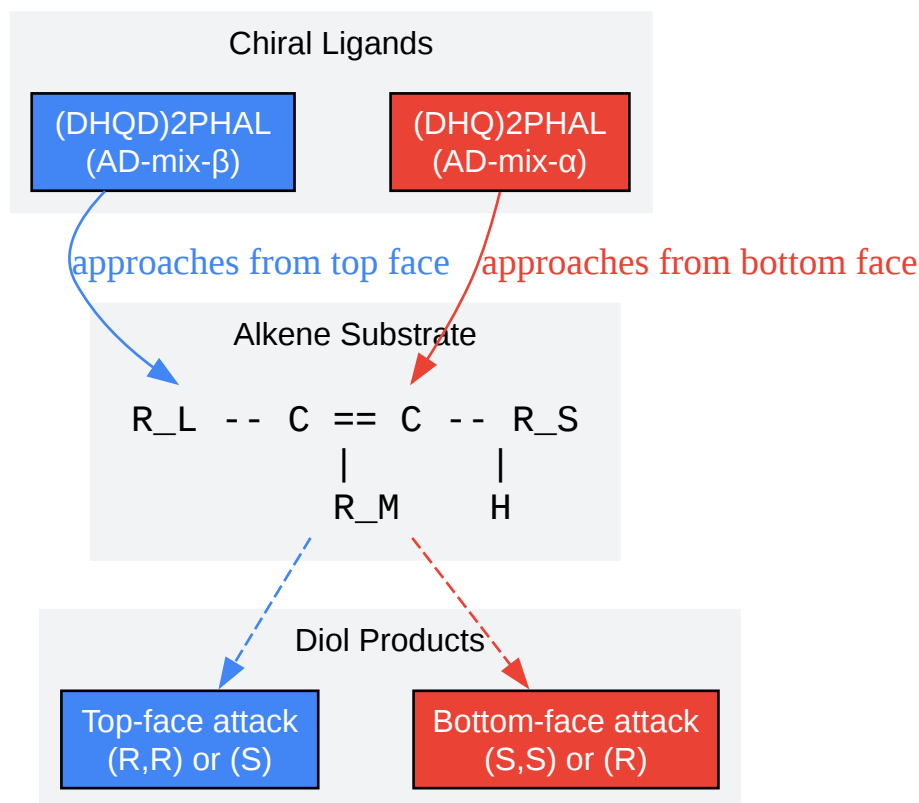 Chiral Ligands
(DHQD)2PHAL
(AD-mix-β)
(DHQ)2PHAL
(AD-mix-α)
approaches from top face
approaches from bottom face
Alkene Substrate
R_L -- C == C -- R_S
| |
R_M H
Diol Products
Top-face attack
(R,R) or (S)
Bottom-face attack
(S,S) or (R)